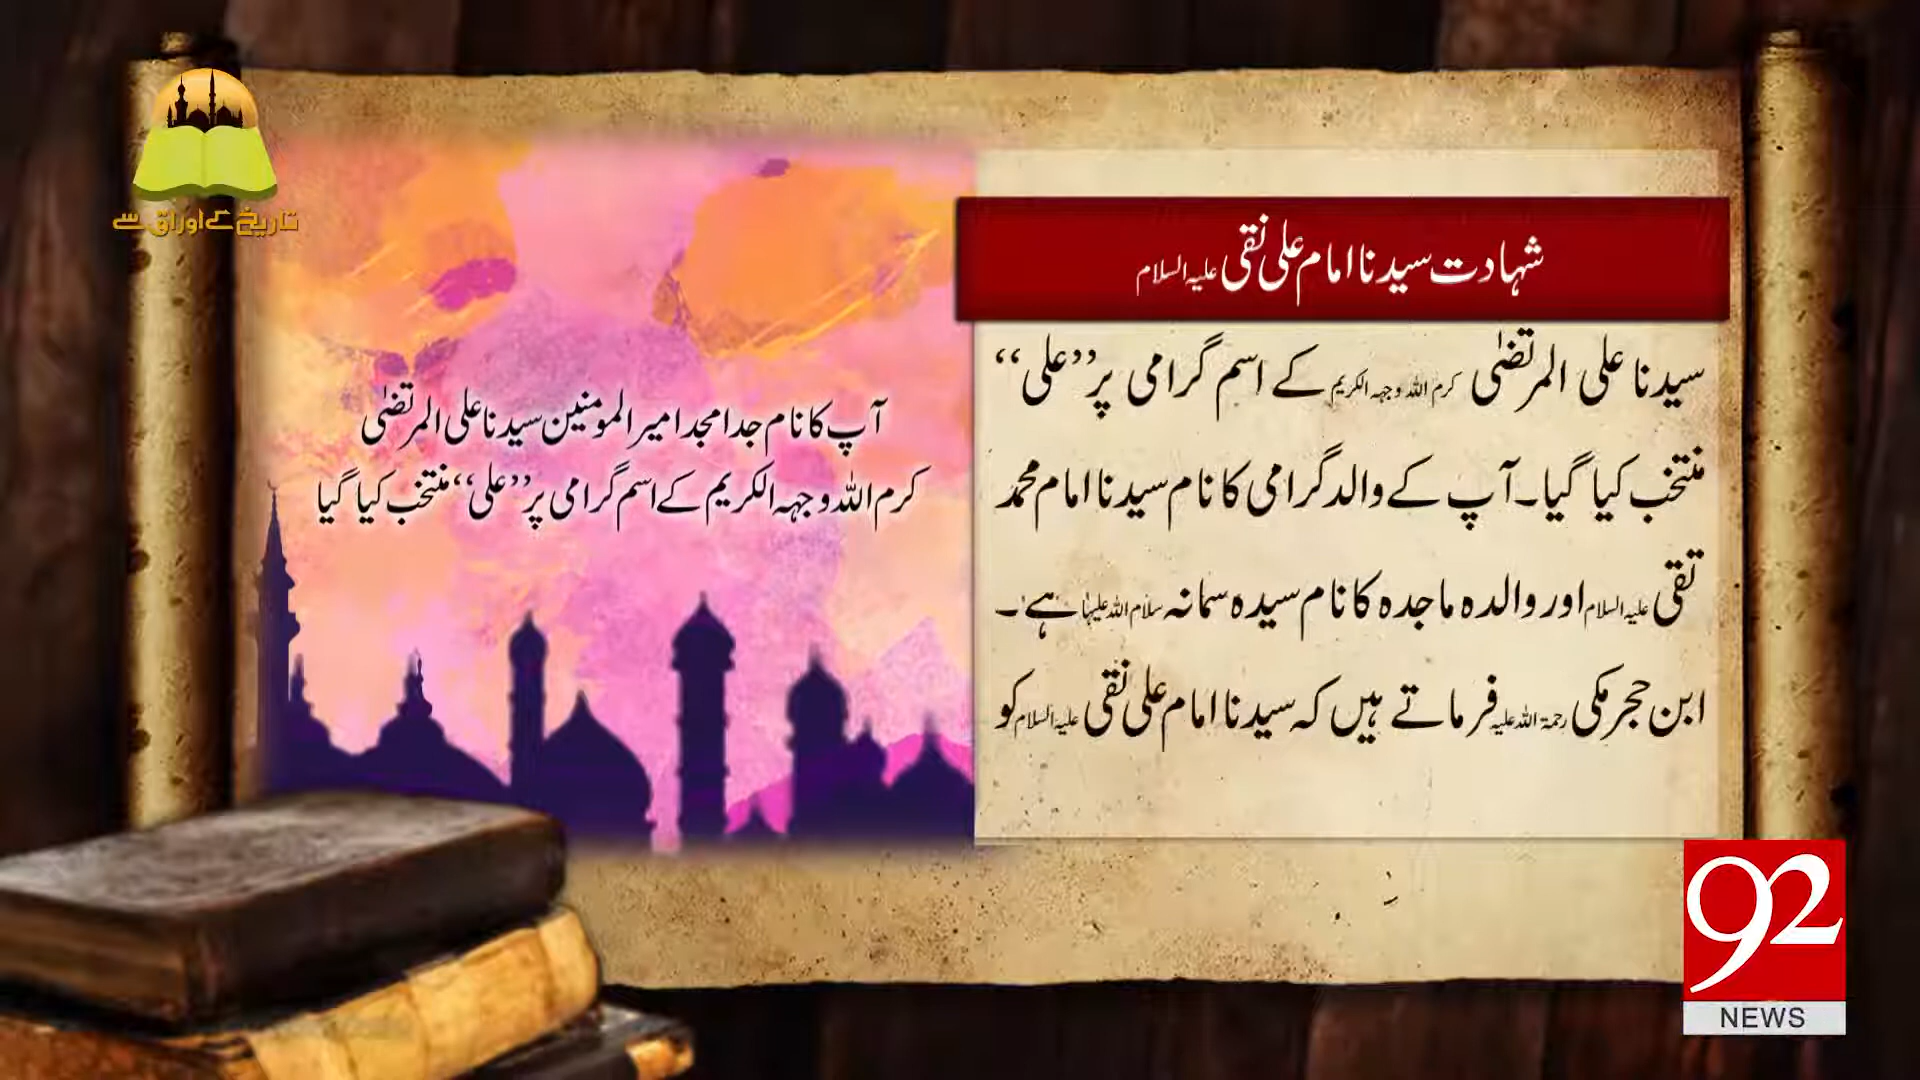 تاریخ کے اوراق سے
شہادت سیدنا امام علی نقی علیہ السلام
سیدنا علی المرتضیٰ کرم اللہ وجہہ الکریم کے اسم گرامی پر ’’علی‘‘
منتخب کیا گیا۔ آپ کے والد گرامی کا نام سیدنا امام محمد
تقی علیہ السلام اور والدہ ماجدہ کا نام سیدہ سمانہ سلام اللہ علیہا ہے۔
ابن حجر مکی رحمۃ اللہ علیہ فرماتے ہیں کہ سیدنا امام علی نقی علیہ السلام کو
آپ کا نام جد امجد امیر المومنین سیدنا علی المرتضیٰ
کرم اللہ وجہہ الکریم کے اسم گرامی پر ’’علی‘‘ منتخب کیا گیا
92
NEWS